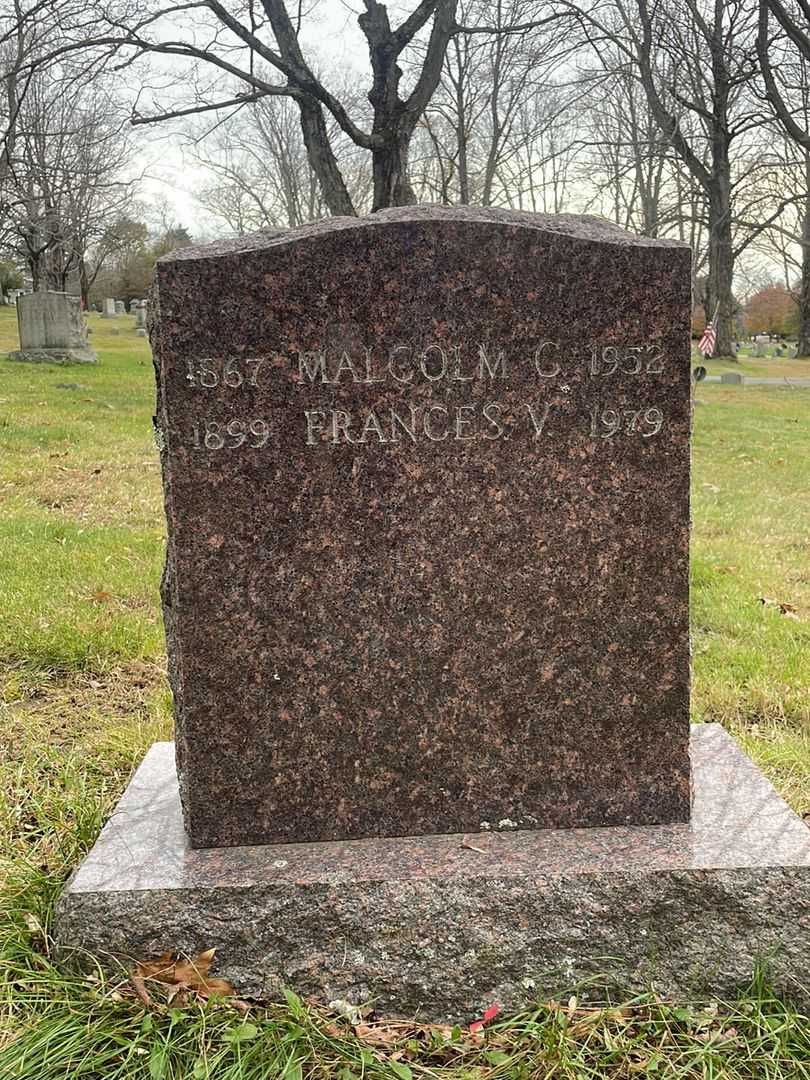 1867 MALCOLM C. 1952
1899 FRANCES V. 1979